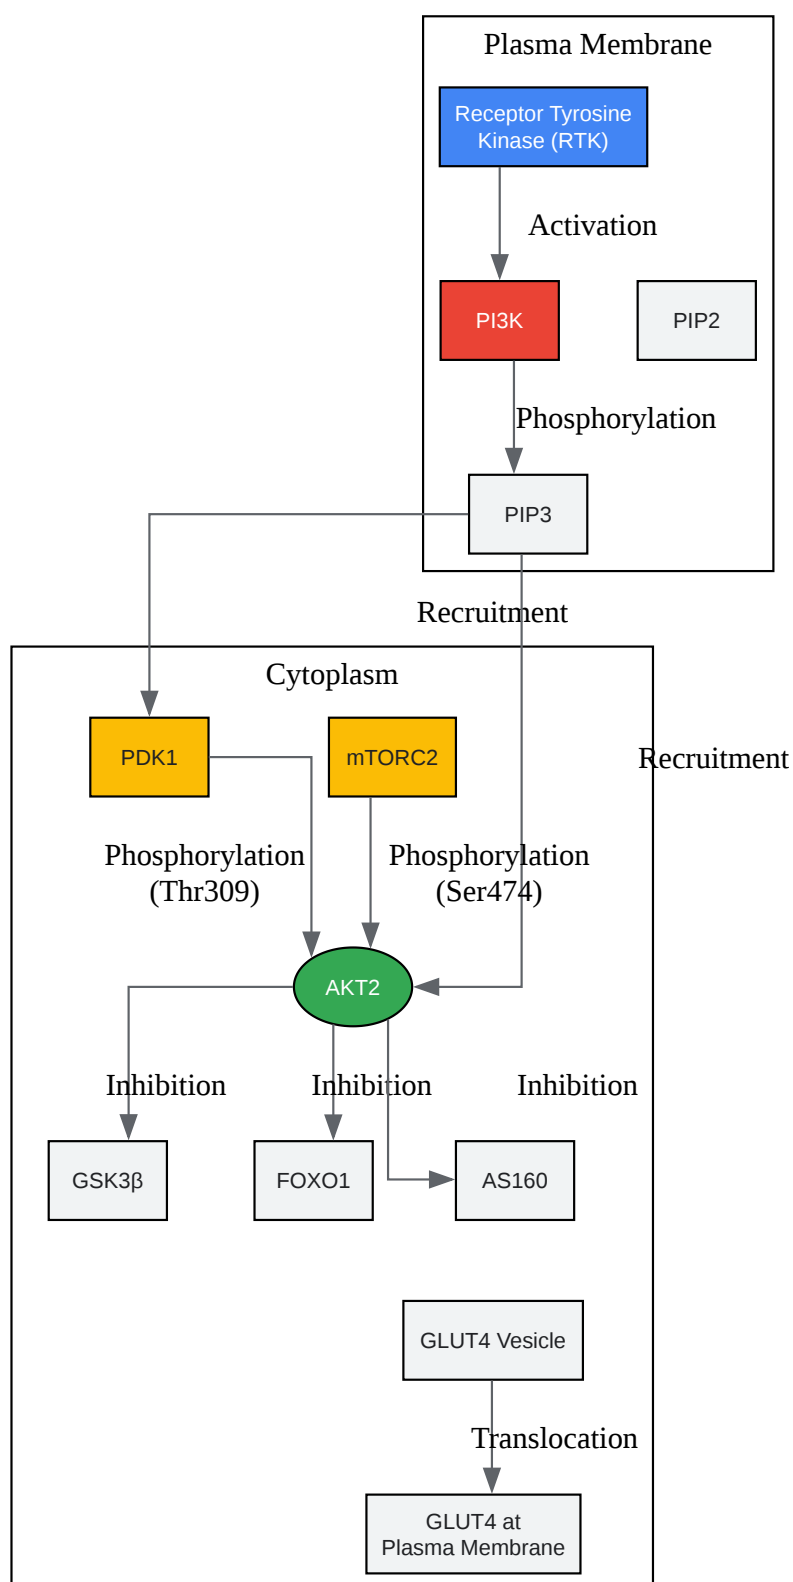 Plasma Membrane
Receptor Tyrosine
Kinase (RTK)
Activation
PI3K
PIP2
Phosphorylation
PIP3
Recruitment
Cytoplasm
PDK1
mTORC2
Recruitment
Phosphorylation
(Thr309)
Phosphorylation
(Ser474)
AKT2
Inhibition
Inhibition
Inhibition
GSK3β
FOXO1
AS160
GLUT4 Vesicle
Translocation
GLUT4 at
Plasma Membrane